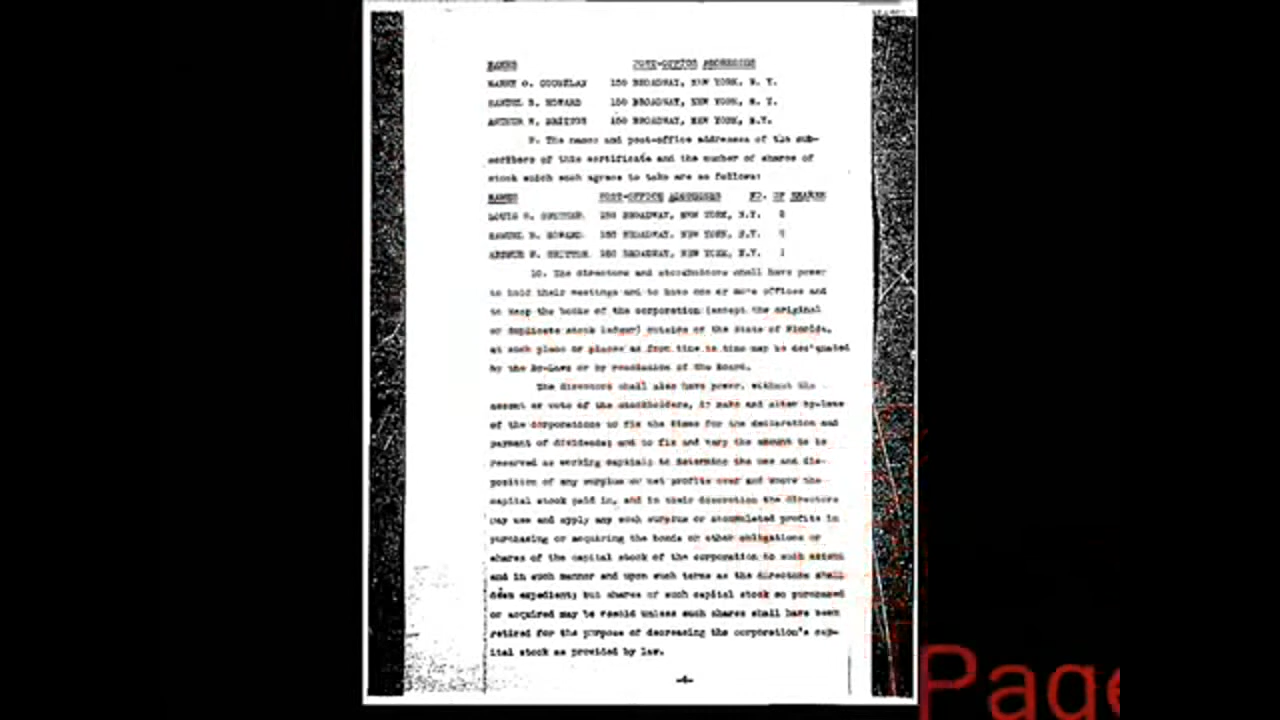 NAMES POST-OFFICE ADDRESSES
HARRY O. 150 BROADWAY, NEW YORK, N. Y.
SAMUEL B. HOWARD 150 BROADWAY, NEW YORK, N. Y.
ARTHUR W. BRITTON 150 BROADWAY, NEW YORK, N.Y.
9. The names and post-office addresses of the sub-
scribers of this certificate and the number of shares of
stock which each agrees to take are as follows:
NAMES POST-OFFICE ADDRESSES NO. OF SHARES
LOUIS 150 BROADWAY, NEW YORK, N.Y.
SAMUEL B. HOWARD 150 BROADWAY, NEW YORK, N.Y.
ARTHUR W. BRITTON 150 BROADWAY, NEW YORK, N.Y. 1
10. The directors and stockholders shall have power
to hold their meetings and to have one or more offices and
to keep the books of the corporation (except the original
or duplicate stock ledger) outside of the State of Florida,
at such place or places as from time to time may be designated
by the By-Laws or by resolution of the Board.
The directors shall also have power, without the
assent or vote of the stockholders, to make and alter by-laws
of the corporation; to fix the times for the declaration and
payment of dividends; and to fix and vary the amount to be
reserved as working capital; to determine the use and dis-
position of any surplus or net profits over and above the
capital stock paid in, and in their discretion the directors
may use and apply any such surplus or accumulated profits in
purchasing or acquiring the bonds or other obligations or
shares of the capital stock of the corporation to such extent
and in such manner and upon such terms as the directors shall
deem expedient; but shares of such capital stock so purchased
or acquired may be resold unless such shares shall have been
retired for the purpose of decreasing the corporation's cap-
ital stock as provided by law.
-4-
Page